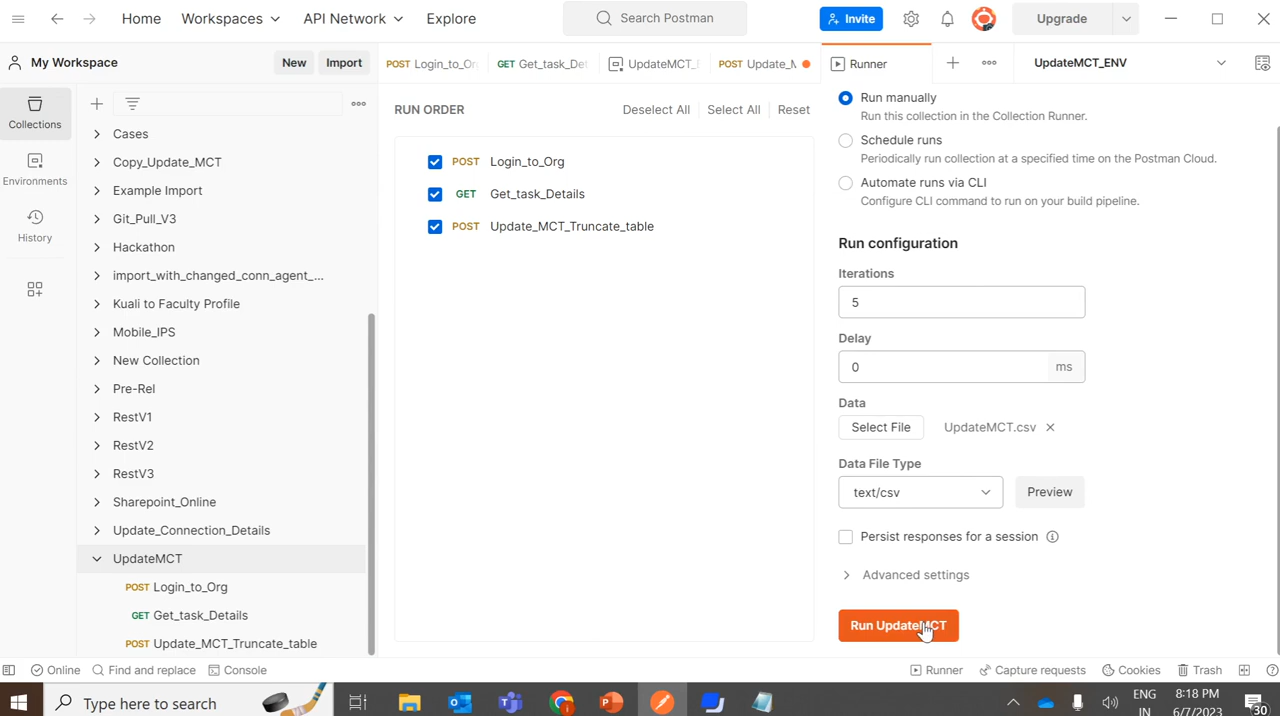 Home
Workspaces
API Network
Explore
Search Postman
Invite
Upgrade
My Workspace
New
Import
POST Login_to_Or
GET Get_task_De
UpdateMCT_
POST Update_M
Runner
UpdateMCT_ENV
Collections
Environments
History
Cases
Copy_Update_MCT
Example Import
Git_Pull_V3
Hackathon
import_with_changed_conn_agent_...
Kuali to Faculty Profile
Mobile_IPS
New Collection
Pre-Rel
RestV1
RestV2
RestV3
Sharepoint_Online
Update_Connection_Details
UpdateMCT
POST Login_to_Org
GET Get_task_Details
POST Update_MCT_Truncate_table
RUN ORDER
Deselect All
Select All
Reset
POST Login_to_Org
GET Get_task_Details
POST Update_MCT_Truncate_table
Run manually
Run this collection in the Collection Runner.
Schedule runs
Periodically run collection at a specified time on the Postman Cloud.
Automate runs via CLI
Configure CLI command to run on your build pipeline.
Run configuration
Iterations
5
Delay
0
ms
Data
Select File
UpdateMCT.csv
Data File Type
text/csv
Preview
Persist responses for a session
Advanced settings
Run UpdateMCT
Online
Find and replace
Console
Runner
Capture requests
Cookies
Trash
Type here to search
ENG
IN
8:18 PM
6/7/2023
30